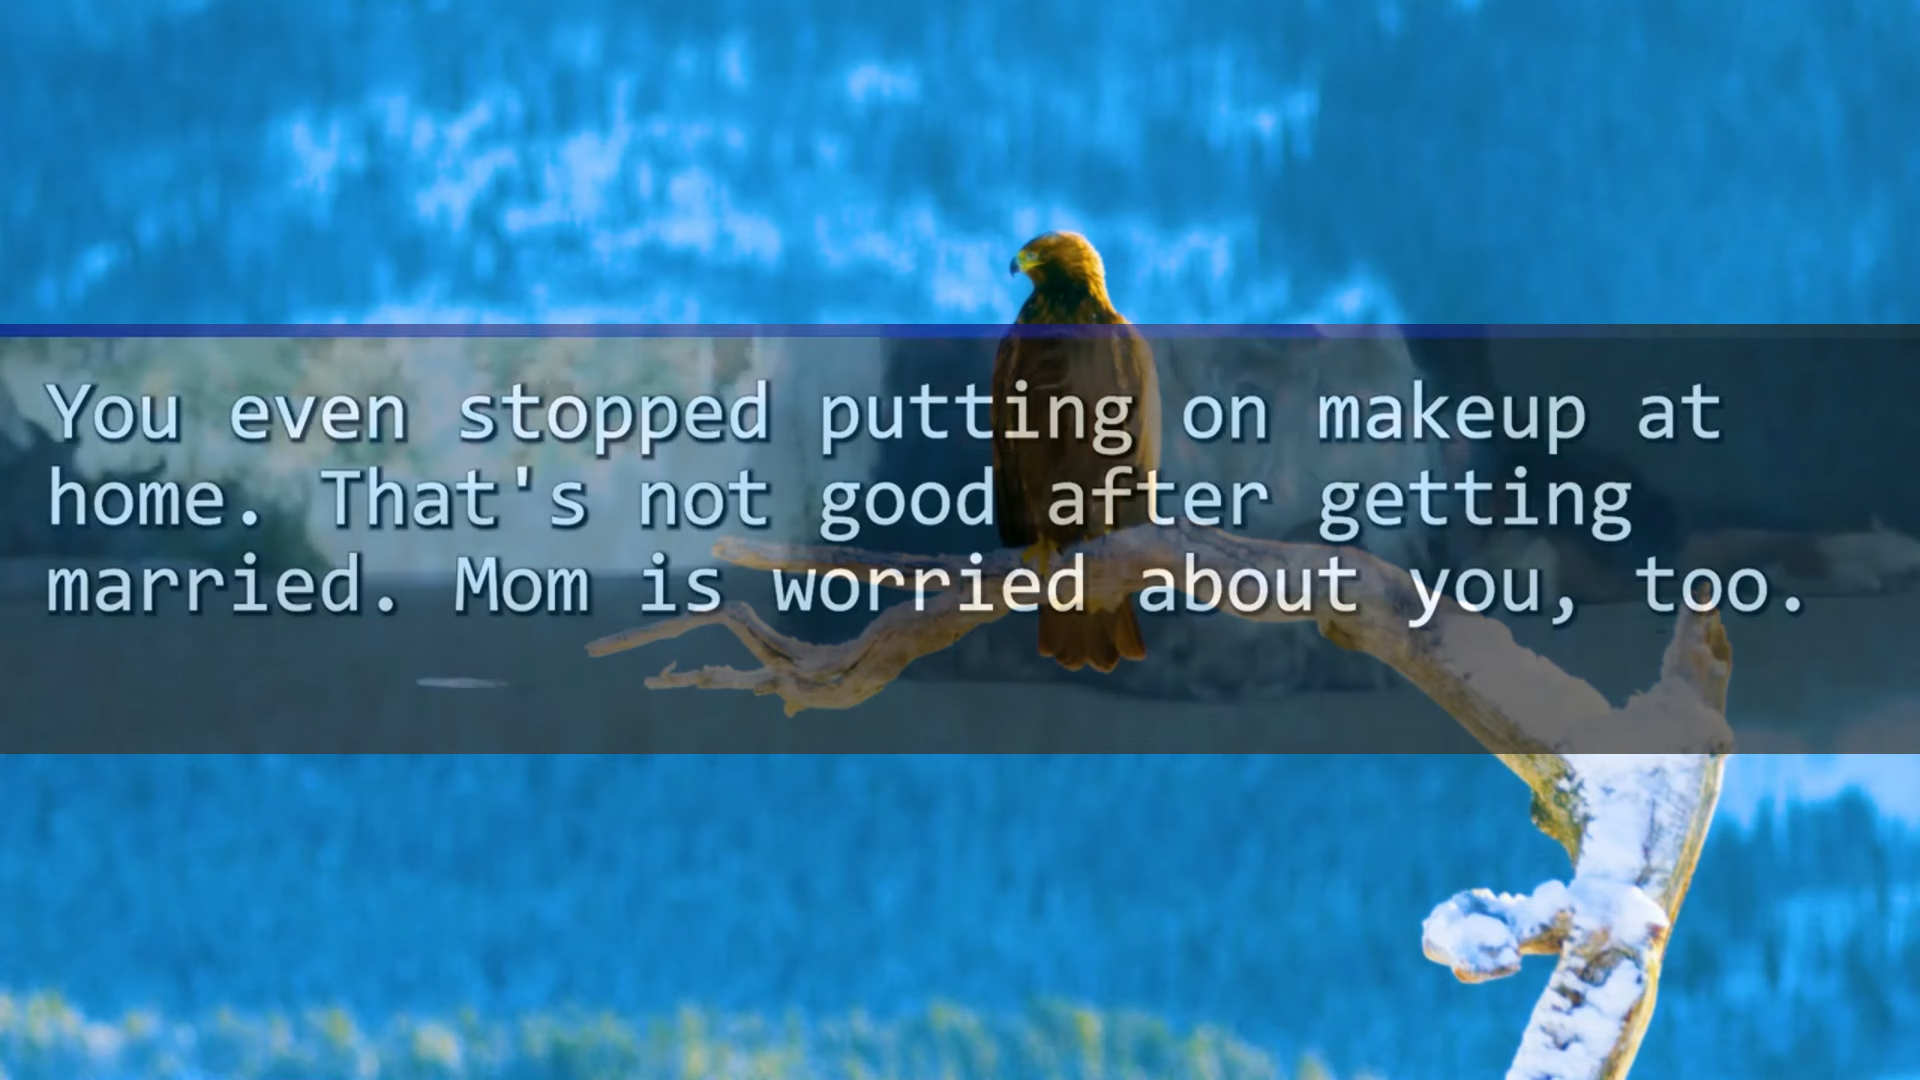 You even stopped putting on makeup at
home. That's not good after getting
married. Mom is worried about you, too.